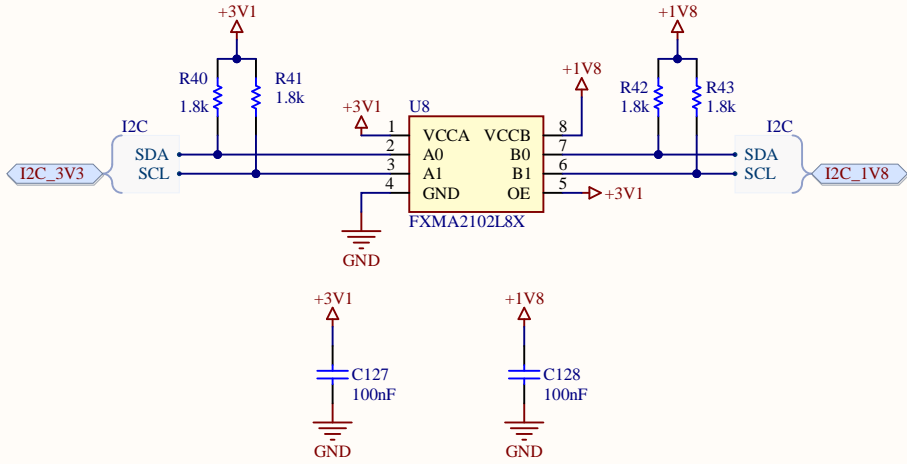 +3V1
+1V8
R40
1.8k
R41
1.8k
+3V1
U8
+1V8
R42
1.8k
R43
1.8k
I2C
SDA
SCL
I2C_3V3
1 VCCA VCCB 8
2 A0 B0 7
3 A1 B1 6
4 GND OE 5
+3V1
FXMA2102L8X
GND
I2C
SDA
SCL
I2C_1V8
+3V1
C127
100nF
GND
+1V8
C128
100nF
GND